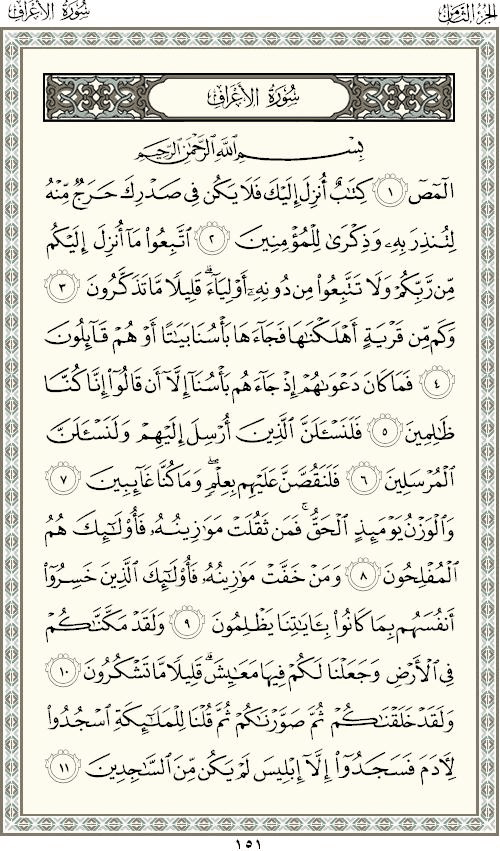 الجزء الثامن
سورة الأعراف
سُورَةُ الأَعْرَافِ
بِسْمِ ٱللَّهِ ٱلرَّحْمَٰنِ ٱلرَّحِيمِ
الٓمٓصٓ ١ كِتَٰبٌ أُنزِلَ إِلَيْكَ فَلَا يَكُن فِى صَدْرِكَ حَرَجٌ مِّنْهُ
لِتُنذِرَ بِهِۦ وَذِكْرَىٰ لِلْمُؤْمِنِينَ ٢ ٱتَّبِعُوا۟ مَآ أُنزِلَ إِلَيْكُم
مِّن رَّبِّكُمْ وَلَا تَتَّبِعُوا۟ مِن دُونِهِۦٓ أَوْلِيَآءَ ۗ قَلِيلًا مَّا تَذَكَّرُونَ ٣
وَكَم مِّن قَرْيَةٍ أَهْلَكْنَٰهَا فَجَآءَهَا بَأْسُنَا بَيَٰتًا أَوْ هُمْ قَآئِلُونَ
٤ فَمَا كَانَ دَعْوَىٰهُمْ إِذْ جَآءَهُم بَأْسُنَآ إِلَّآ أَن قَالُوٓا۟ إِنَّا كُنَّا
ظَٰلِمِينَ ٥ فَلَنَسْـَٔلَنَّ ٱلَّذِينَ أُرْسِلَ إِلَيْهِمْ وَلَنَسْـَٔلَنَّ
ٱلْمُرْسَلِينَ ٦ فَلَنَقُصَّنَّ عَلَيْهِم بِعِلْمٍ ۖ وَمَا كُنَّا غَآئِبِينَ ٧
وَٱلْوَزْنُ يَوْمَئِذٍ ٱلْحَقُّ ۚ فَمَن ثَقُلَتْ مَوَٰزِينُهُۥ فَأُو۟لَٰٓئِكَ هُمُ
ٱلْمُفْلِحُونَ ٨ وَمَنْ خَفَّتْ مَوَٰزِينُهُۥ فَأُو۟لَٰٓئِكَ ٱلَّذِينَ خَسِرُوٓا۟
أَنفُسَهُم بِمَا كَانُوا۟ بِـَٔايَٰتِنَا يَظْلِمُونَ ٩ وَلَقَدْ مَكَّنَّٰكُمْ
فِى ٱلْأَرْضِ وَجَعَلْنَا لَكُمْ فِيهَا مَعَٰيِشَ ۗ قَلِيلًا مَّا تَشْكُرُونَ ١٠
وَلَقَدْ خَلَقْنَٰكُمْ ثُمَّ صَوَّرْنَٰكُمْ ثُمَّ قُلْنَا لِلْمَلَٰٓئِكَةِ ٱسْجُدُوا۟
لِـَٔادَمَ فَسَجَدُوٓا۟ إِلَّآ إِبْلِيسَ لَمْ يَكُن مِّنَ ٱلسَّٰجِدِينَ ١١
١٥١